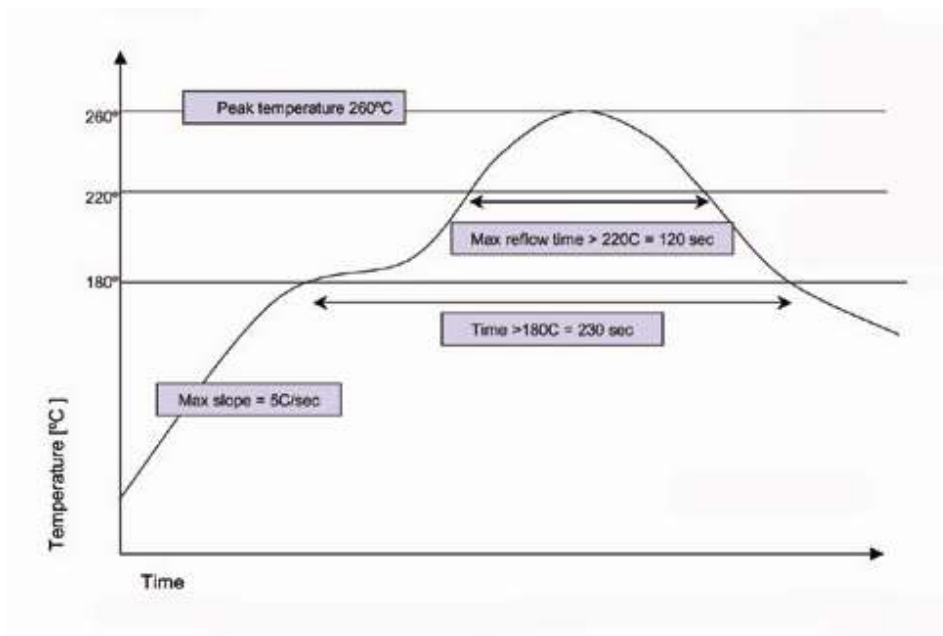 Peak temperature 260ºC
260º
220º
Max reflow time > 220C = 120 sec
180º
Time >180C = 230 sec
Max slope = 5C/sec
Temperature [ºC ]
Time